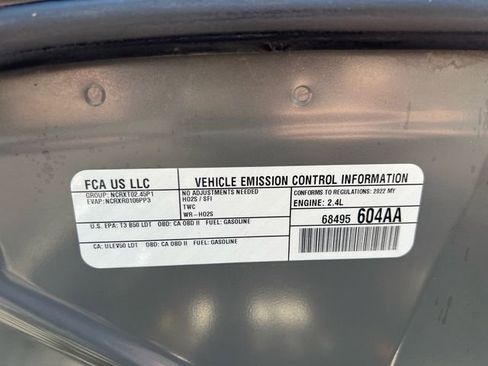 FCA US LLC
GROUP: NCRXT02.45P1
EVAP: NCRXR0106PP3
VEHICLE EMISSION CONTROL INFORMATION
NO ADJUSTMENTS NEEDED
HO2S / SFI
TWC
WR-HO2S
CONFORMS TO REGULATIONS: 2022 MY
ENGINE: 2.4L
68495 604AA
U.S. EPA: T3 B50 LDT OBD: CA OBD II FUEL: GASOLINE
CA: ULEV50 LDT OBD: CA OBD II FUEL: GASOLINE